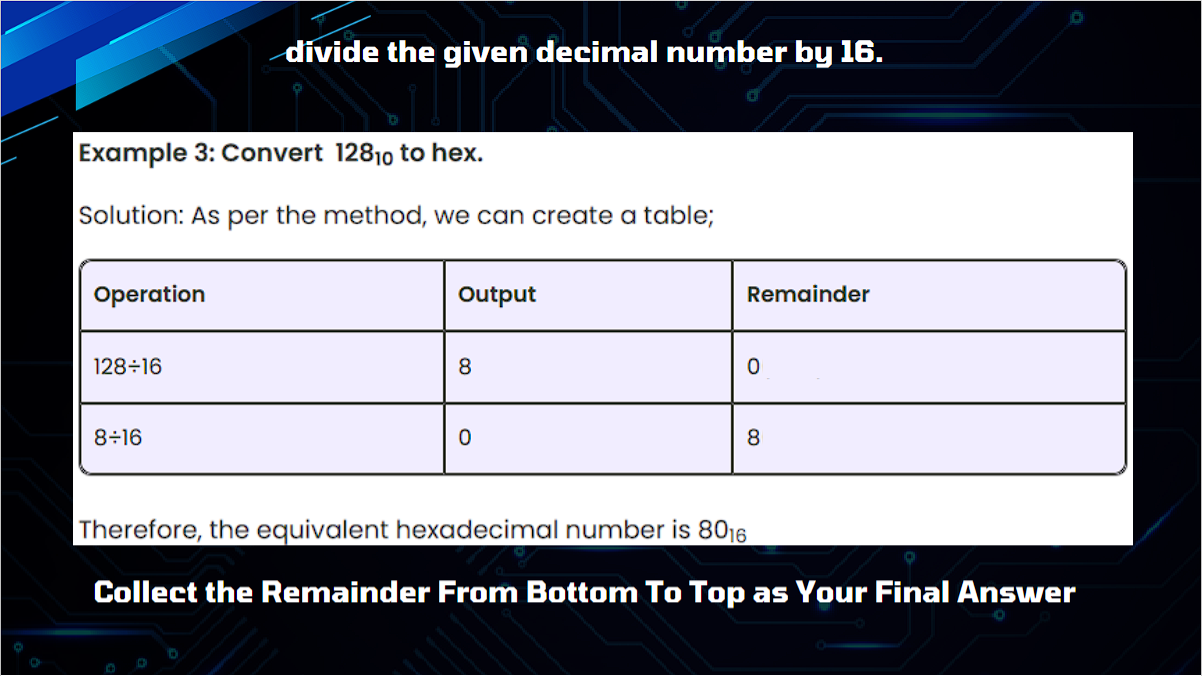 divide the given decimal number by 16.
Example 3: Convert 128₁₀ to hex.
Solution: As per the method, we can create a table;
Operation Output Remainder
128÷16 8 0
8÷16 0 8
Therefore, the equivalent hexadecimal number is 80₁₆
Collect the Remainder From Bottom To Top as Your Final Answer